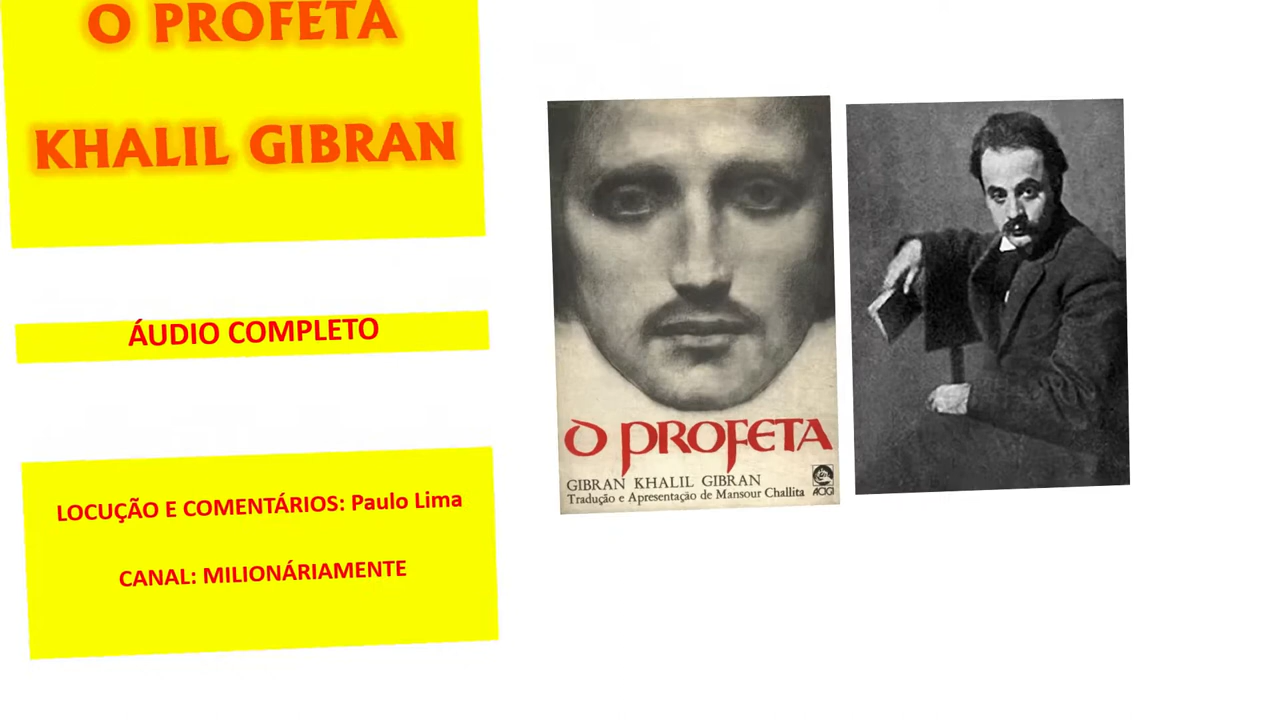 O PROFETA
KHALIL GIBRAN
ÁUDIO COMPLETO
LOCUÇÃO E COMENTÁRIOS: Paulo Lima
CANAL: MILIONÁRIAMENTE
O PROFETA
GIBRAN KHALIL GIBRAN
Tradução e Apresentação de Mansour Challita
ACIGI